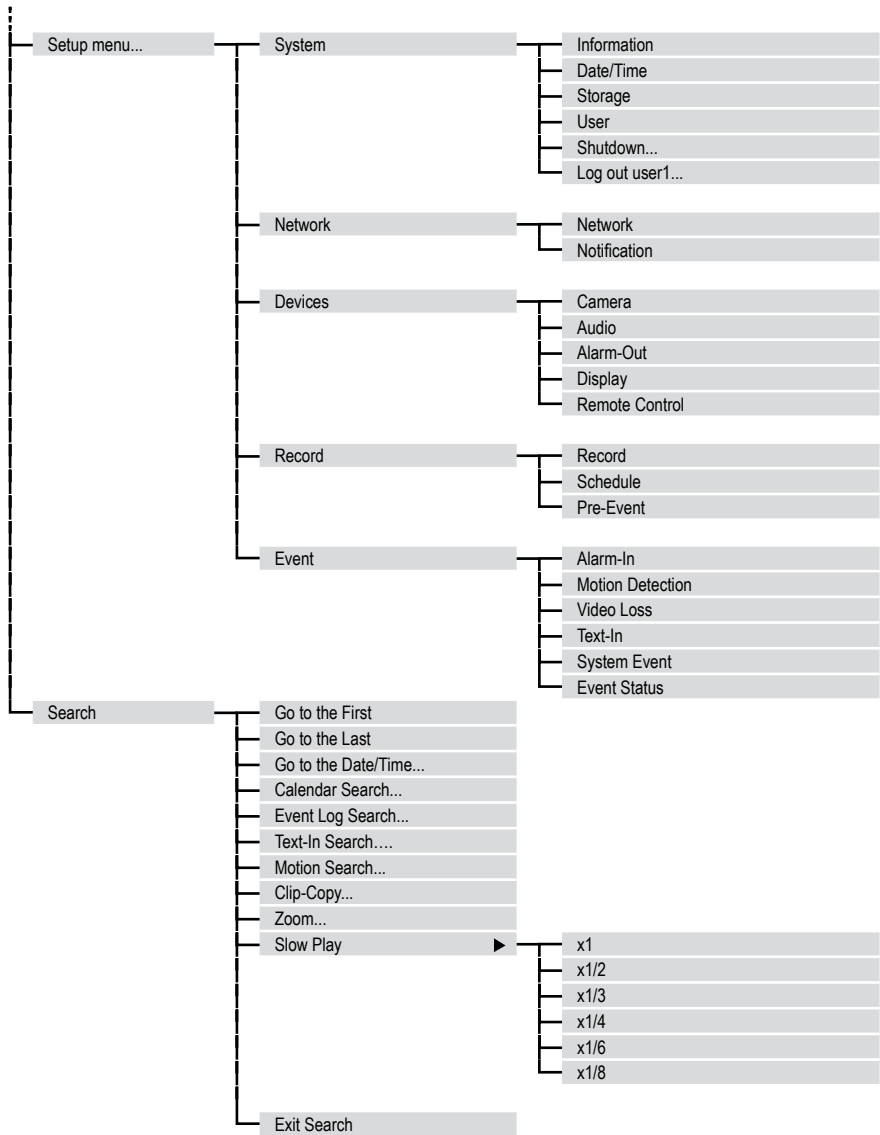 Setup menu... System Information
Date/Time
Storage
User
Shutdown...
Log out user1...
Network Network
Notification
Devices Camera
Audio
Alarm-Out
Display
Remote Control
Record Record
Schedule
Pre-Event
Event Alarm-In
Motion Detection
Video Loss
Text-In
System Event
Event Status
Search Go to the First
Go to the Last
Go to the Date/Time...
Calendar Search...
Event Log Search...
Text-In Search....
Motion Search...
Clip-Copy...
Zoom...
Slow Play ▶ x1
x1/2
x1/3
x1/4
x1/6
x1/8
Exit Search